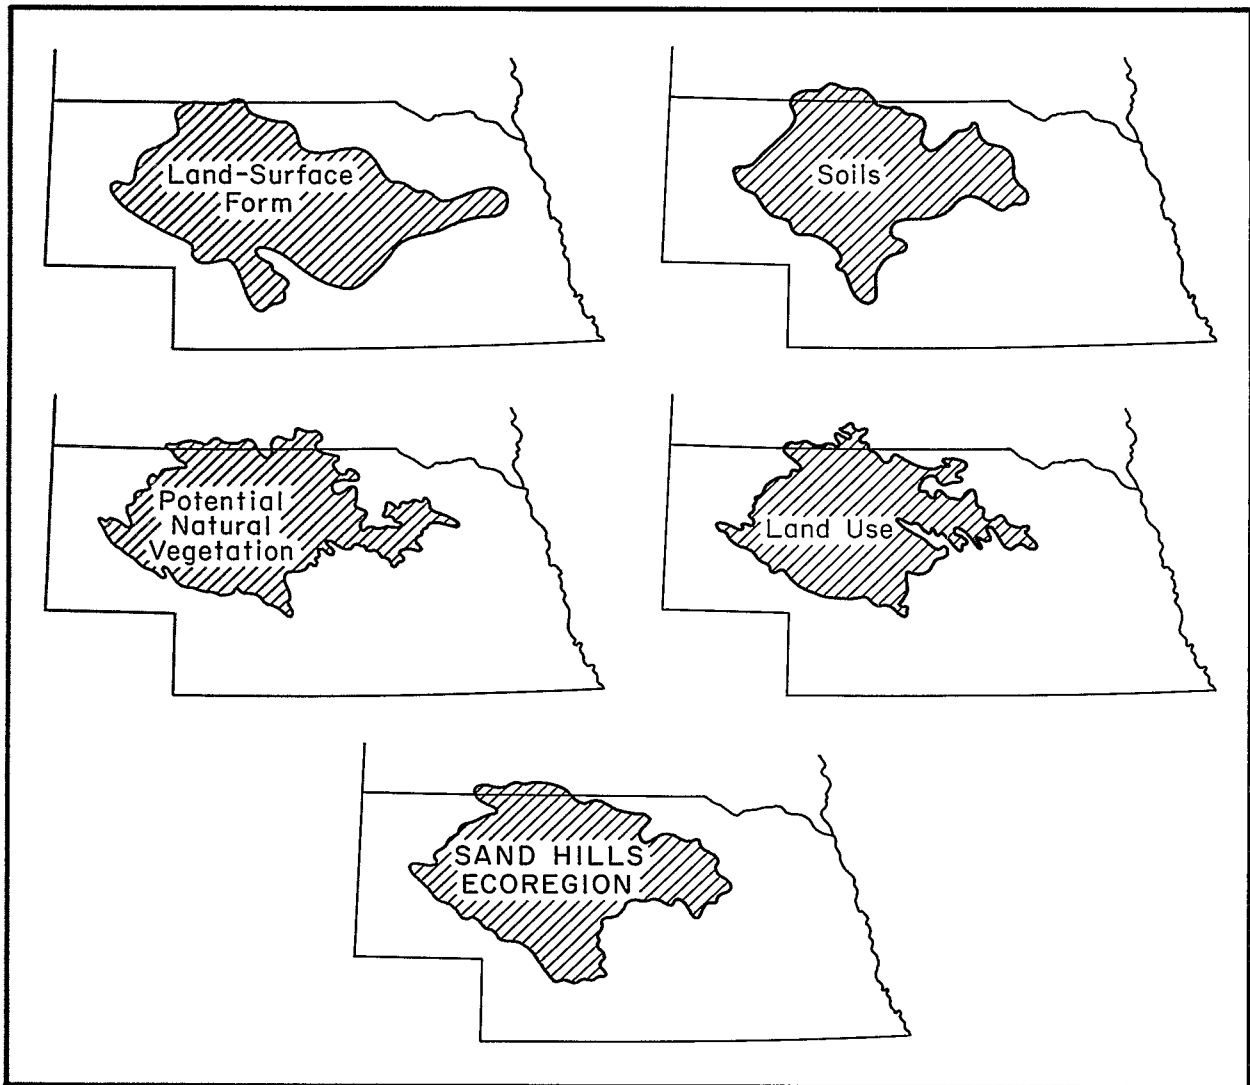 Land-Surface
Form
Soils
Potential
Natural
Vegetation
Land Use
SAND HILLS
ECOREGION